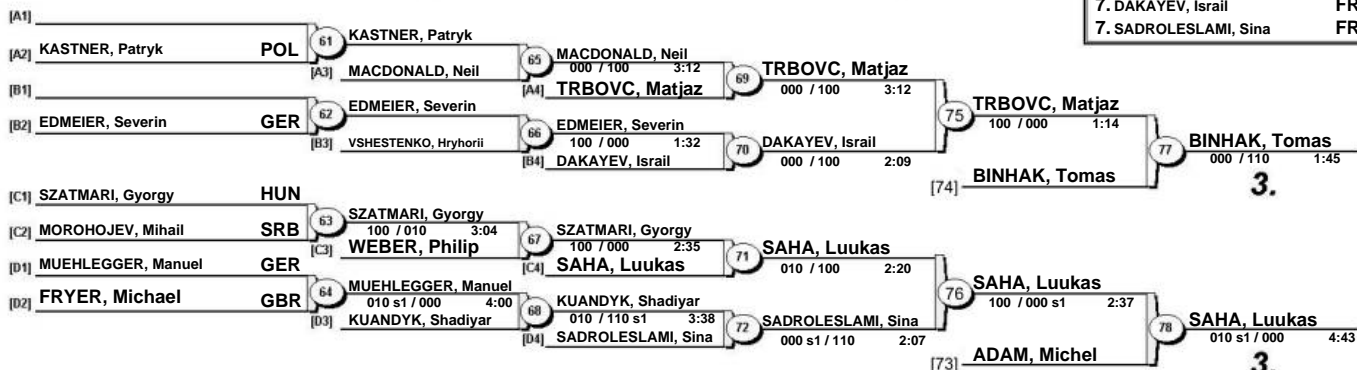 7. DAKAYEV, Israil FR
7. SADROLESLAMI, Sina FR
[A1]
[A2] KASTNER, Patryk POL
61 KASTNER, Patryk
[A3] MACDONALD, Neil
65 MACDONALD, Neil
000 / 100 3:12
[A4] TRBOVC, Matjaz
69 TRBOVC, Matjaz
000 / 100 3:12
[B1]
[B2] EDMEIER, Severin GER
62 EDMEIER, Severin
[B3] VSHESTENKO, Hryhorii
66 EDMEIER, Severin
100 / 000 1:32
[B4] DAKAYEV, Israil
70 DAKAYEV, Israil
000 / 100 2:09
75 TRBOVC, Matjaz
100 / 000 1:14
[74] BINHAK, Tomas
77 BINHAK, Tomas
000 / 110 1:45
3.
[C1] SZATMARI, Gyorgy HUN
[C2] MOROHOJEV, Mihail SRB
63 SZATMARI, Gyorgy
100 / 010 3:04
[C3] WEBER, Philip
67 SZATMARI, Gyorgy
100 / 000 2:35
[C4] SAHA, Luukas
71 SAHA, Luukas
010 / 100 2:20
[D1] MUEHLEGGER, Manuel GER
[D2] FRYER, Michael GBR
64 MUEHLEGGER, Manuel
010 s1 / 000 4:00
[D3] KUANDYK, Shadiyar
68 KUANDYK, Shadiyar
010 / 110 s1 3:38
[D4] SADROLESLAMI, Sina
72 SADROLESLAMI, Sina
000 s1 / 110 2:07
76 SAHA, Luukas
100 / 000 s1 2:37
[73] ADAM, Michel
78 SAHA, Luukas
010 s1 / 000 4:43
3.